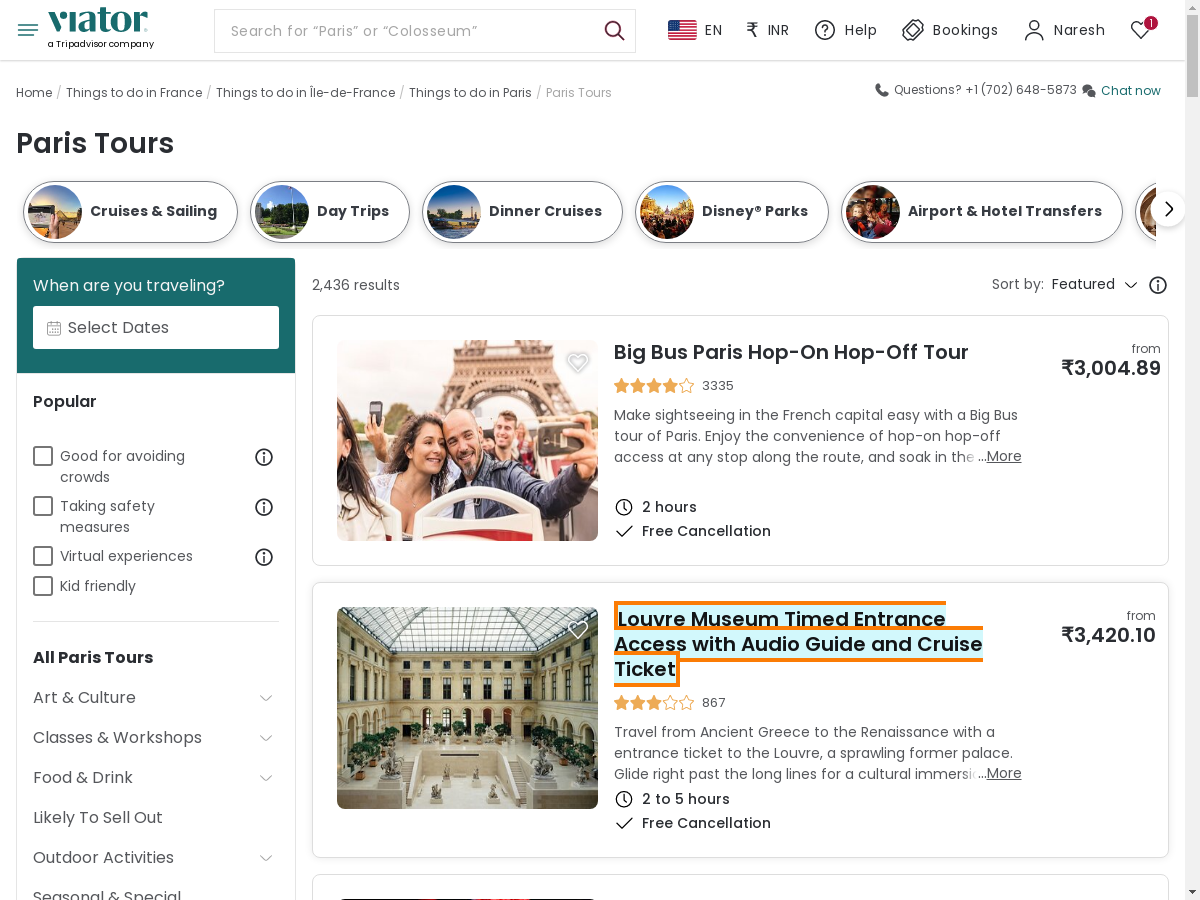 viator
a Tripadvisor company
Search for “Paris” or “Colosseum”
EN
₹ INR
Help
Bookings
Naresh
1
Home / Things to do in France / Things to do in Île-de-France / Things to do in Paris / Paris Tours
Questions? +1 (702) 648-5873 Chat now
Paris Tours
Cruises & Sailing
Day Trips
Dinner Cruises
Disney® Parks
Airport & Hotel Transfers
When are you traveling?
Select Dates
Popular
Good for avoiding
crowds
Taking safety
measures
Virtual experiences
Kid friendly
All Paris Tours
Art & Culture
Classes & Workshops
Food & Drink
Likely To Sell Out
Outdoor Activities
Seasonal & Special
2,436 results
Sort by: Featured
Big Bus Paris Hop-On Hop-Off Tour
3335
Make sightseeing in the French capital easy with a Big Bus
tour of Paris. Enjoy the convenience of hop-on hop-off
access at any stop along the route, and soak in the ...More
2 hours
Free Cancellation
from
₹3,004.89
Louvre Museum Timed Entrance
Access with Audio Guide and Cruise
Ticket
867
Travel from Ancient Greece to the Renaissance with a
entrance ticket to the Louvre, a sprawling former palace.
Glide right past the long lines for a cultural ...More
2 to 5 hours
Free Cancellation
from
₹3,420.10